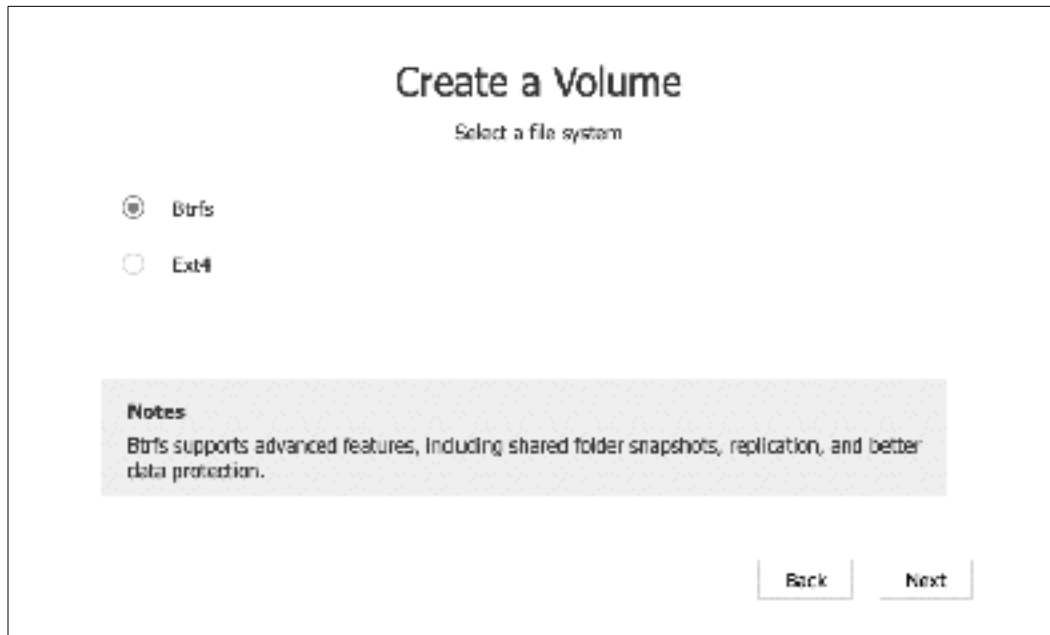 Create a Volume
Select a file system
Btrfs
Ext4
Notes
Btrfs supports advanced features, including shared folder snapshots, replication, and better
data protection.
Back
Next